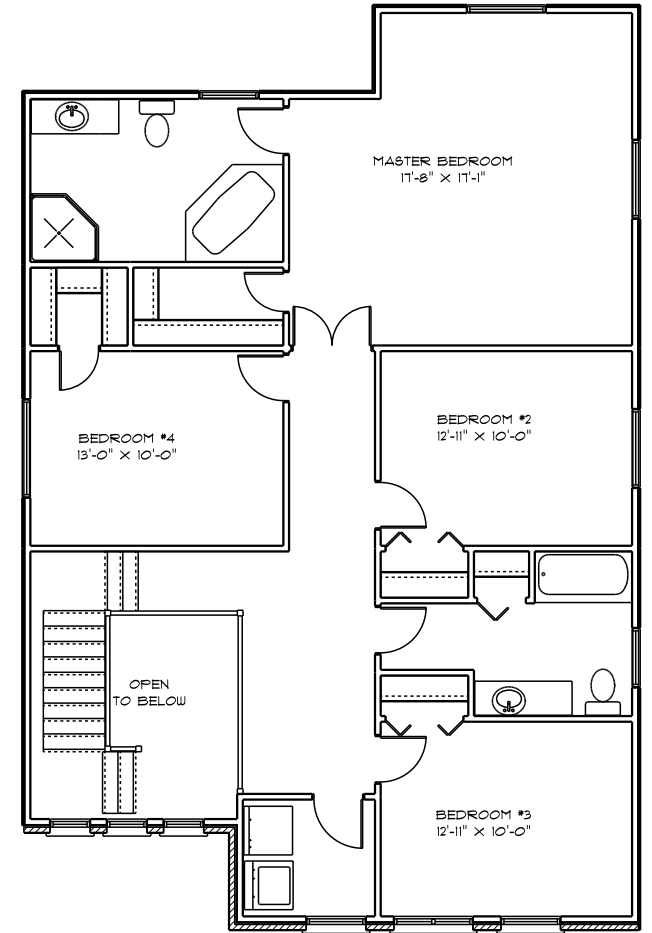 MASTER BEDROOM
17'-8" X 17'-1"
BEDROOM #2
12'-11" X 10'-0"
BEDROOM #4
13'-0" X 10'-0"
OPEN
TO BELOW
BEDROOM #3
12'-11" X 10'-0"